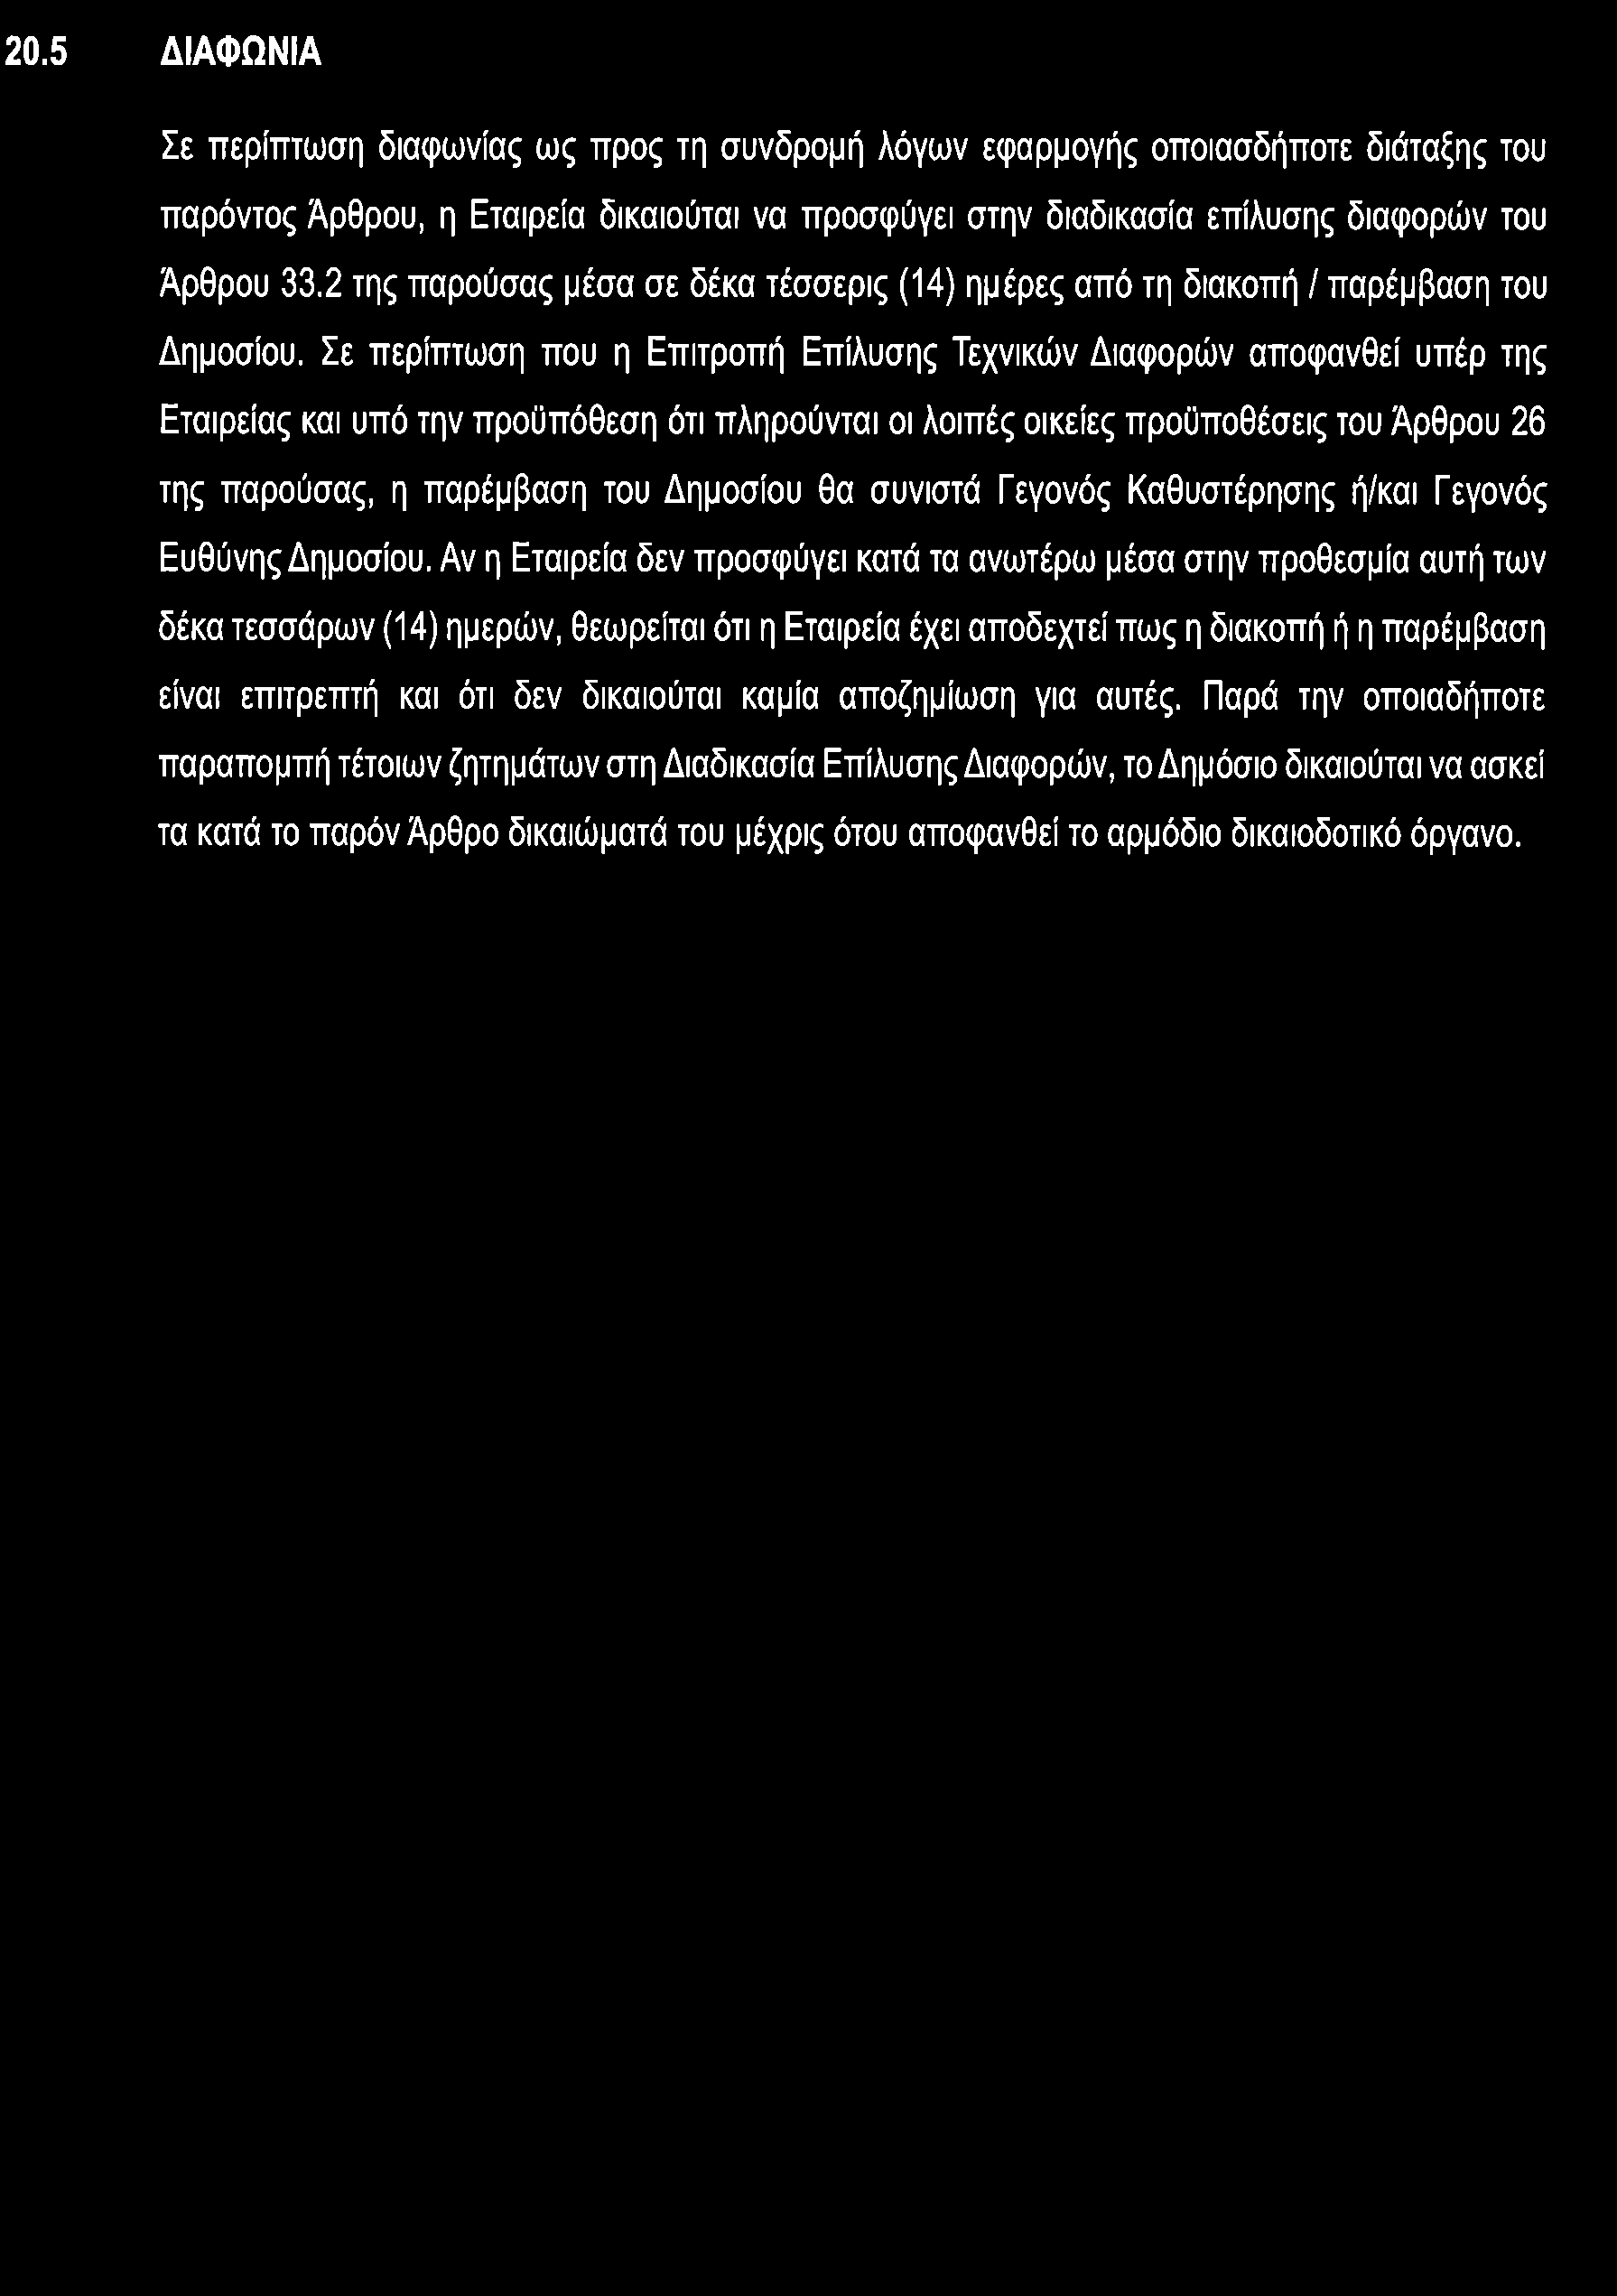 20.5 ΔΙΑΦΩΝΙΑ
Σε περίπτωση διαφωνίας ως προς τη συνδρομή λόγων εφαρμογής οποιασδήποτε διάταξης του
παρόντος Άρθρου, η Εταιρεία δικαιούται να προσφύγει στην διαδικασία επίλυσης διαφορών του
Άρθρου 33.2 της παρούσας μέσα σε δέκα τέσσερις (14) ημέρες από τη διακοπή / παρέμβαση του
Δημοσίου. Σε περίπτωση που η Επιτροπή Επίλυσης Τεχνικών Διαφορών αποφανθεί υπέρ της
Εταιρείας και υπό την προϋπόθεση ότι πληρούνται οι λοιπές οικείες προϋποθέσεις του Άρθρου 26
της παρούσας, η παρέμβαση του Δημοσίου θα συνιστά Γεγονός Καθυστέρησης ή/και Γεγονός
Ευθύνης Δημοσίου. Αν η Εταιρεία δεν προσφύγει κατά τα ανωτέρω μέσα στην προθεσμία αυτή των
δέκα τεσσάρων (14) ημερών, θεωρείται ότι η Εταιρεία έχει αποδεχτεί πως η διακοπή ή η παρέμβαση
είναι επιτρεπτή και ότι δεν δικαιούται καμία αποζημίωση για αυτές. Παρά την οποιαδήποτε
παραπομπή τέτοιων ζητημάτων στη Διαδικασία Επίλυσης Διαφορών, το Δημόσιο δικαιούται να ασκεί
τα κατά το παρόν Άρθρο δικαιώματά του μέχρις ότου αποφανθεί το αρμόδιο δικαιοδοτικό όργανο.